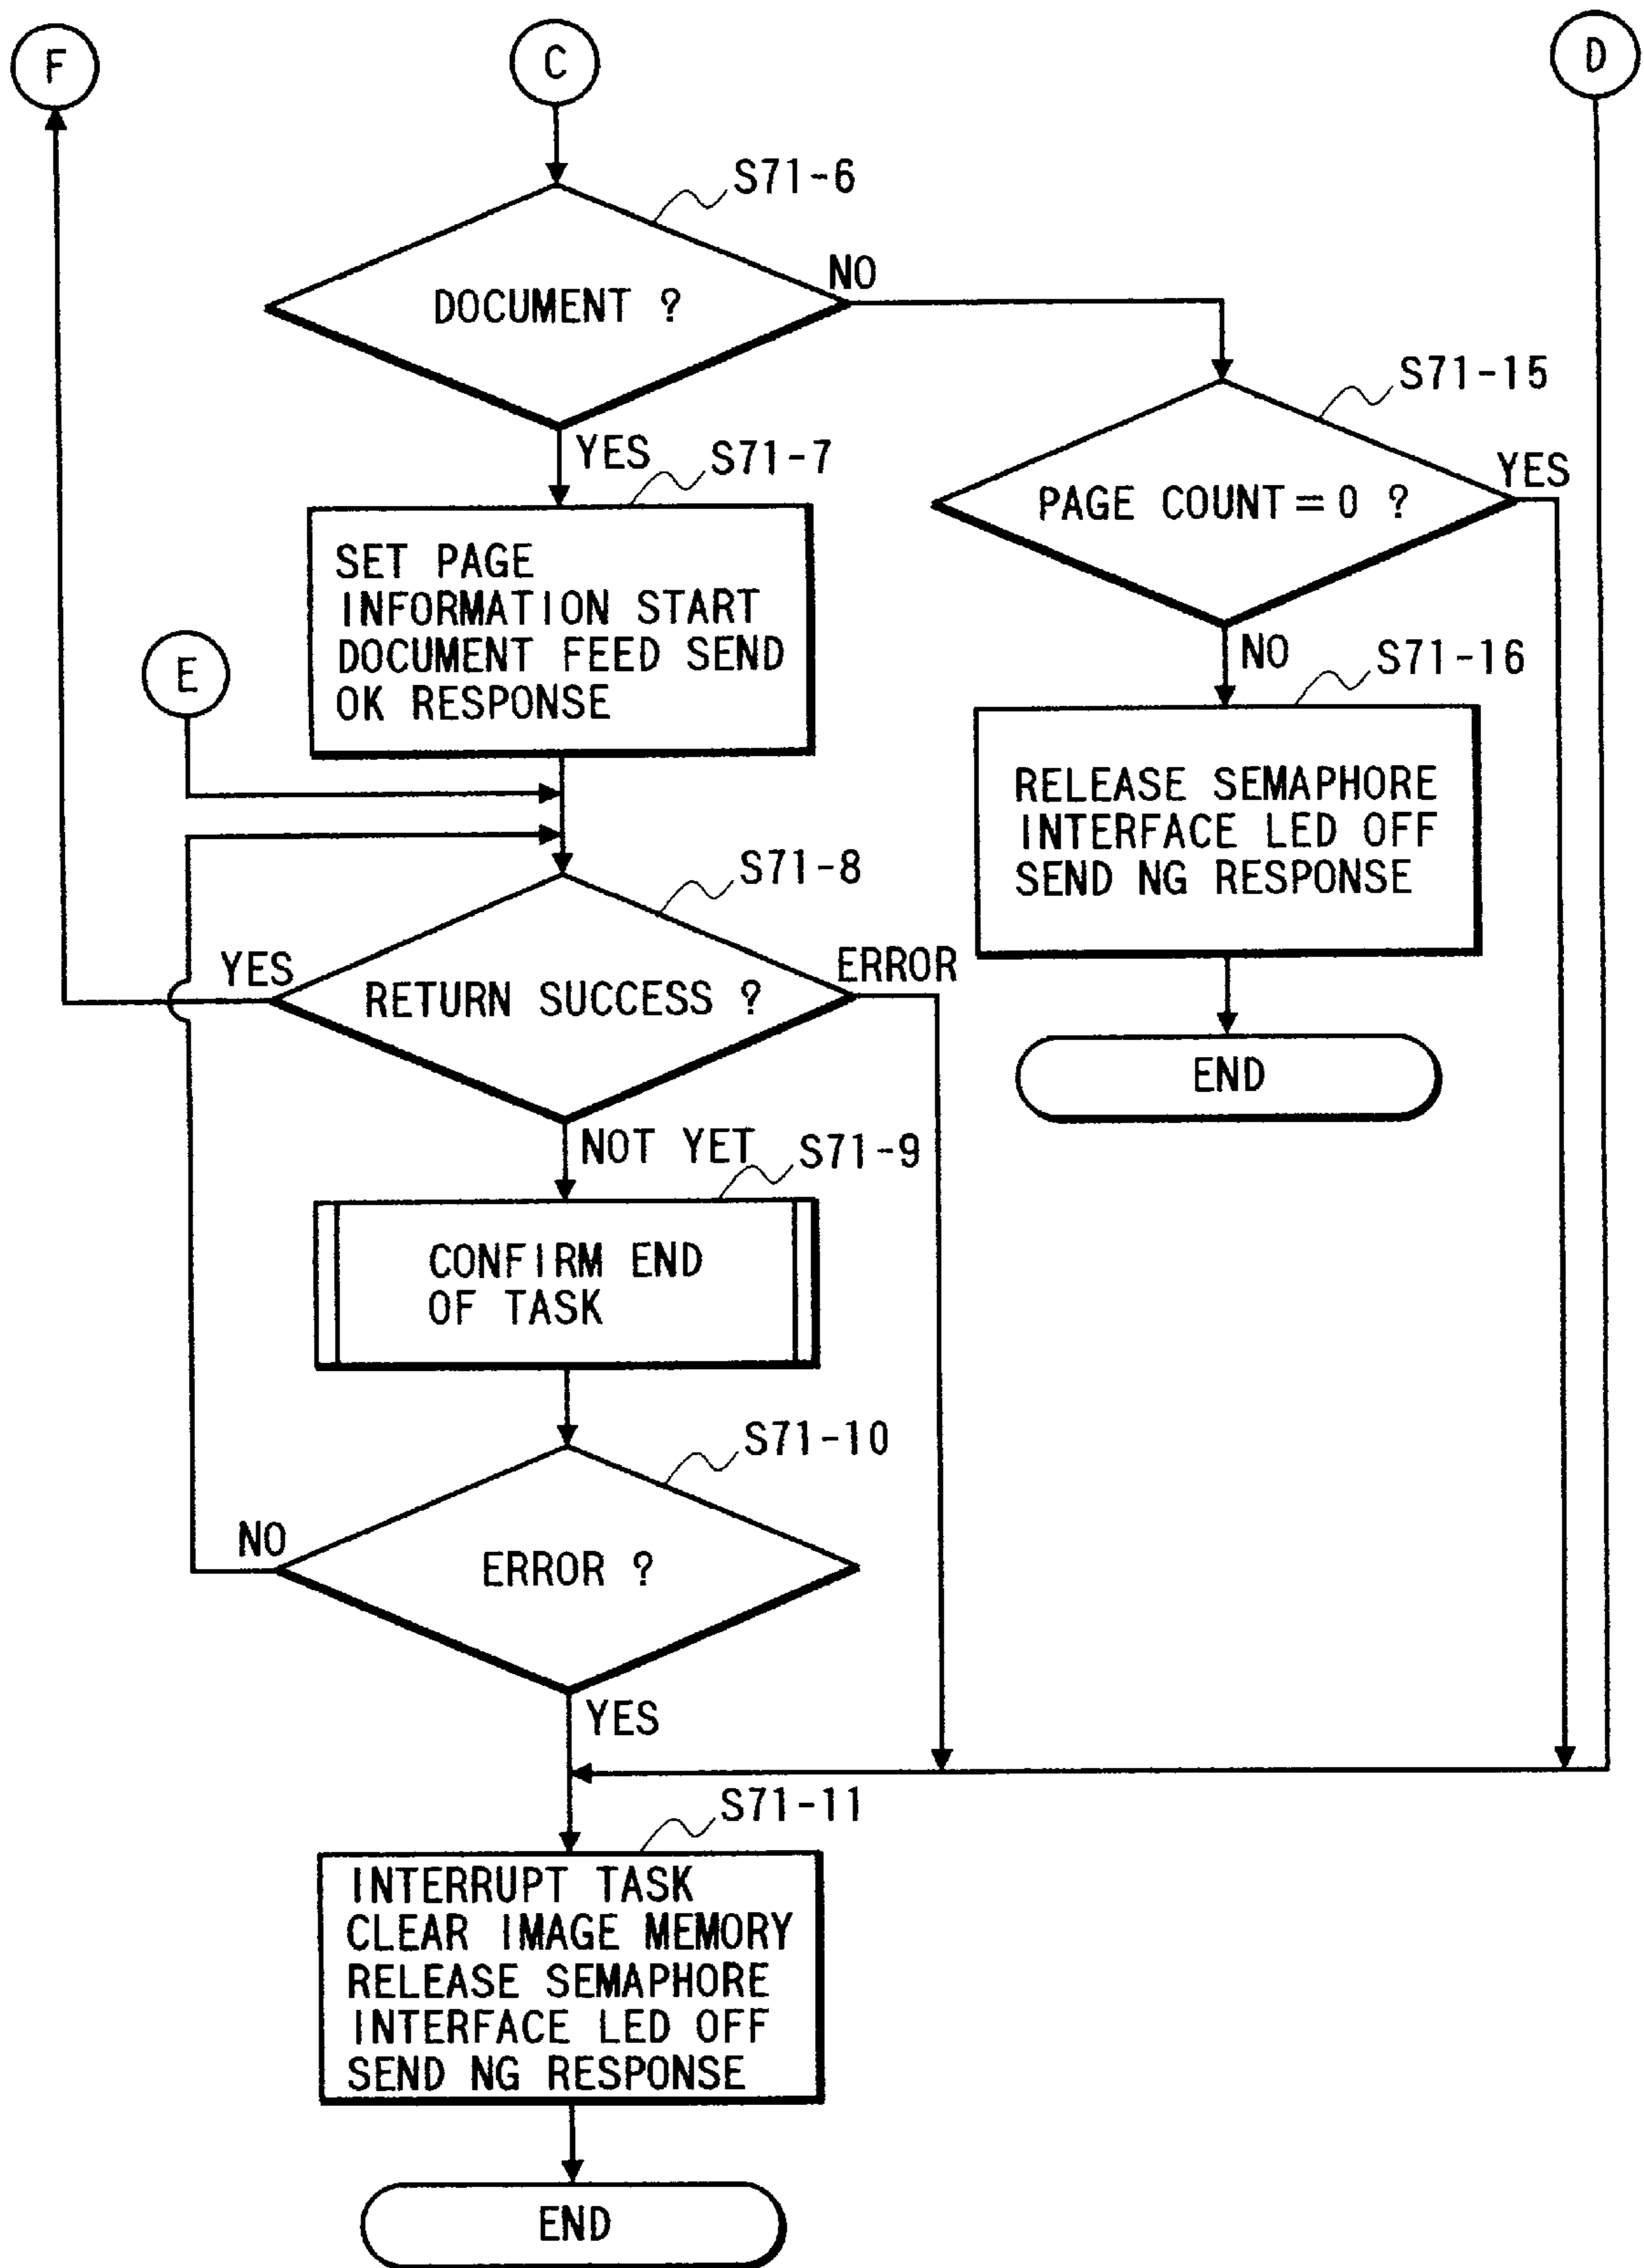 F
C
D
S71-6
DOCUMENT ?
NO
S71-15
YES
S71-7
PAGE COUNT = 0 ?
YES
SET PAGE
INFORMATION START
DOCUMENT FEED SEND
OK RESPONSE
E
NO
S71-16
RELEASE SEMAPHORE
INTERFACE LED OFF
SEND NG RESPONSE
S71-8
YES
RETURN SUCCESS ?
ERROR
END
NOT YET
S71-9
CONFIRM END
OF TASK
S71-10
NO
ERROR ?
YES
S71-11
INTERRUPT TASK
CLEAR IMAGE MEMORY
RELEASE SEMAPHORE
INTERFACE LED OFF
SEND NG RESPONSE
END